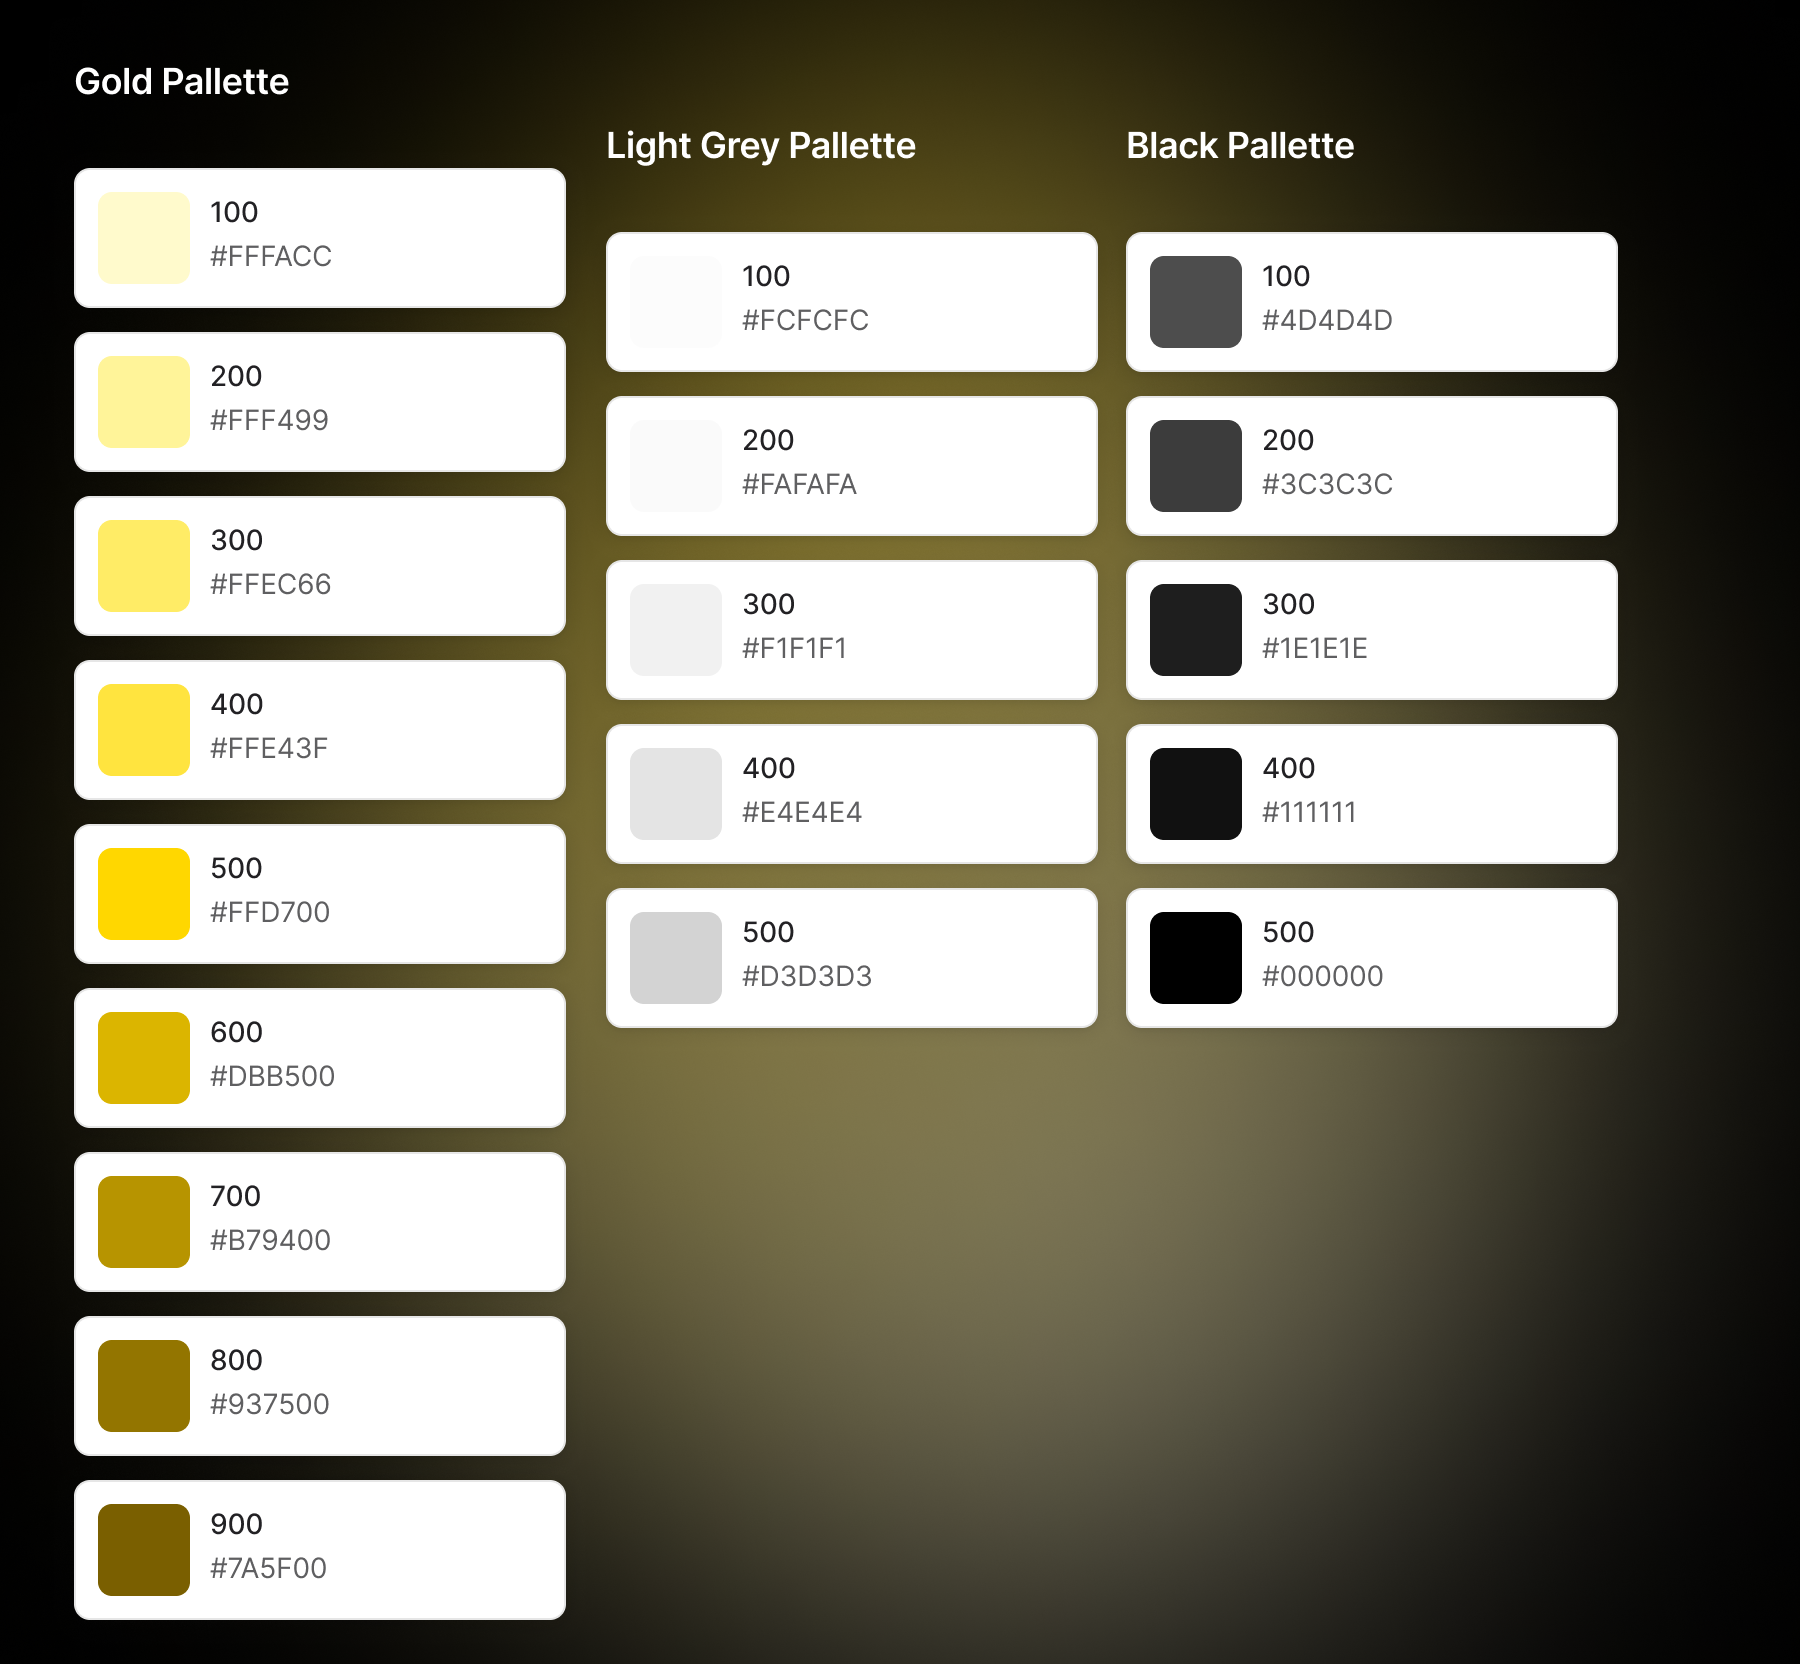 Gold Pallette
100
#FFFACC
200
#FFF499
300
#FFEC66
400
#FFE43F
500
#FFD700
600
#DBB500
700
#B79400
800
#937500
900
#7A5F00
Light Grey Pallette
100
#FCFCFC
200
#FAFAFA
300
#F1F1F1
400
#E4E4E4
500
#D3D3D3
Black Pallette
100
#4D4D4D
200
#3C3C3C
300
#1E1E1E
400
#111111
500
#000000